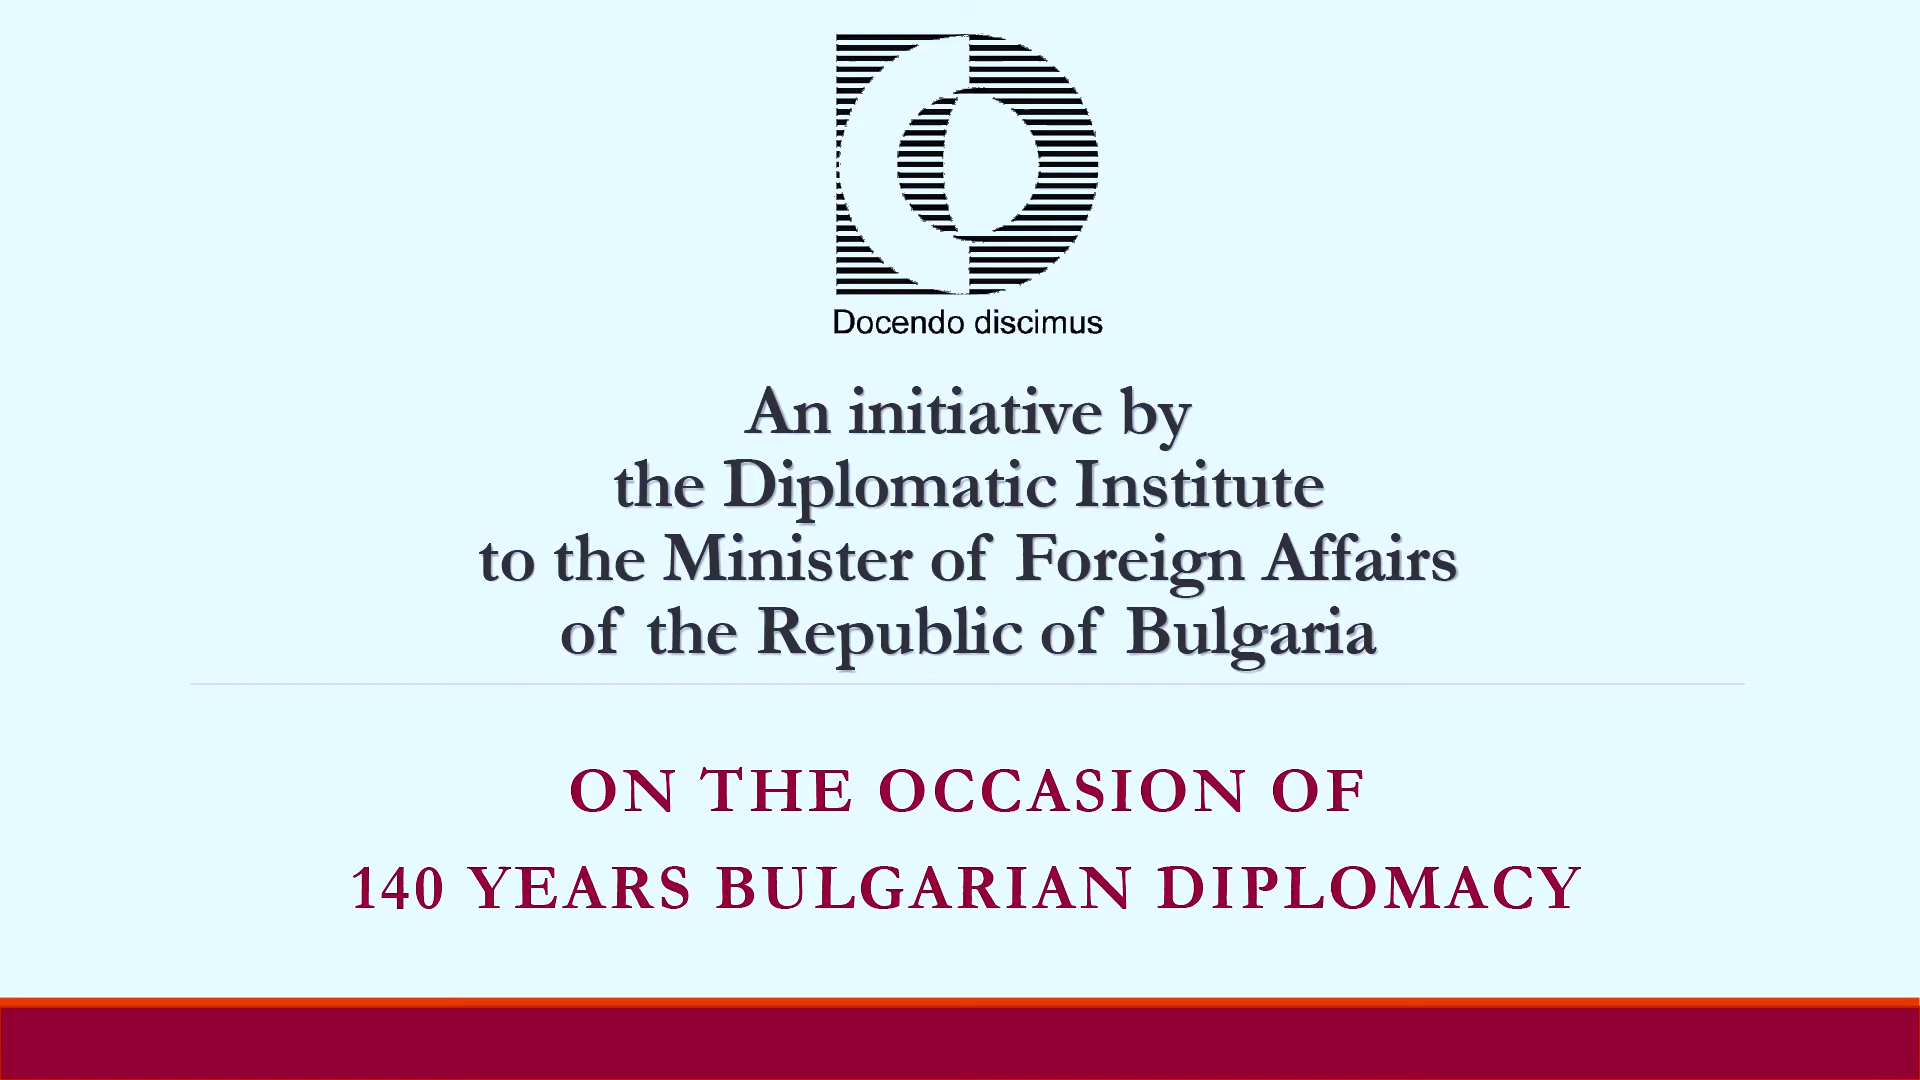 Docendo discimus
An initiative by
the Diplomatic Institute
to the Minister of Foreign Affairs
of the Republic of Bulgaria
ON THE OCCASION OF
140 YEARS BULGARIAN DIPLOMACY